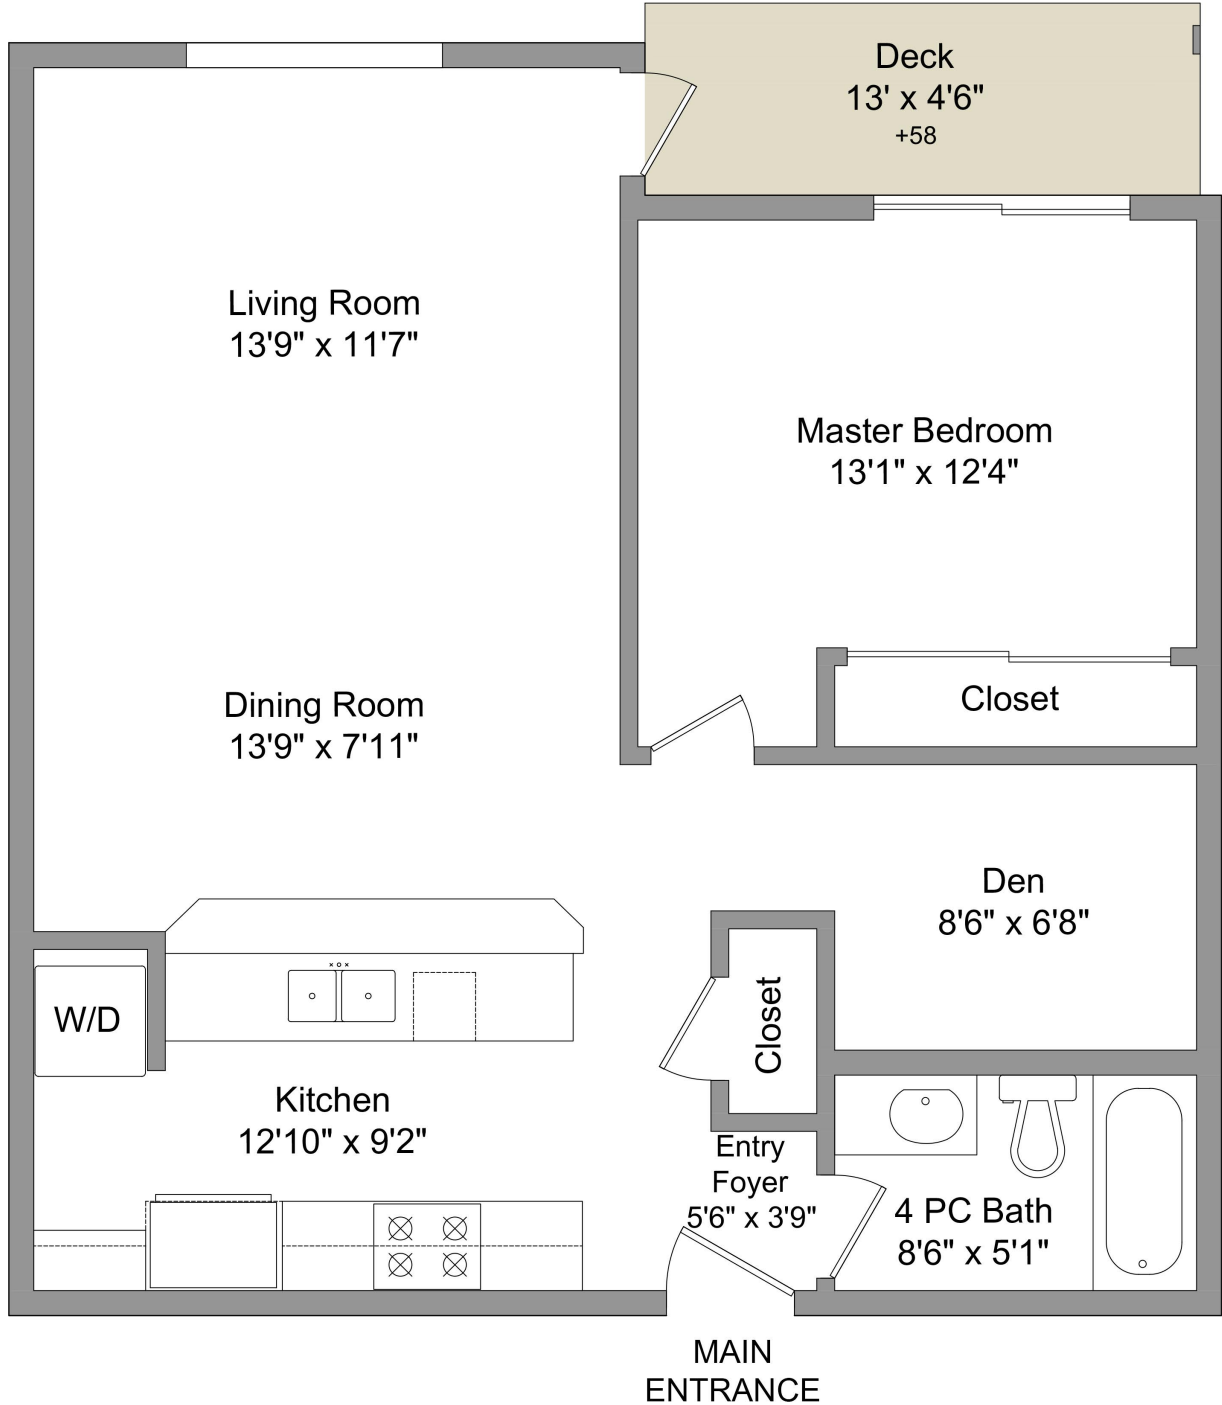 Deck
13' x 4'6"
+58
Living Room
13'9" x 11'7"
Master Bedroom
13'1" x 12'4"
Closet
Dining Room
13'9" x 7'11"
Den
8'6" x 6'8"
W/D
Closet
Kitchen
12'10" x 9'2"
Entry
Foyer
5'6" x 3'9"
4 PC Bath
8'6" x 5'1"
MAIN
ENTRANCE